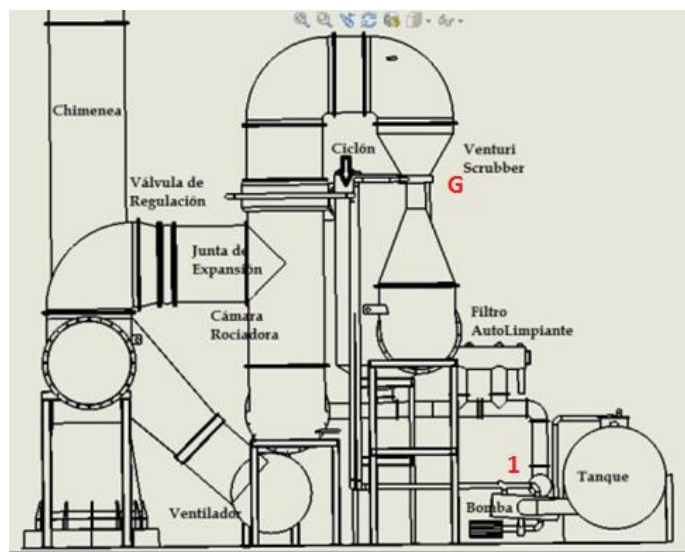 Chimenea
Ciclón
Venturi
Scrubber
Válvula de
Regulación
G
Junta de
Expansión
Cámara
Rociadora
Filtro
AutoLimpiante
1
Tanque
Ventilador
Bomba